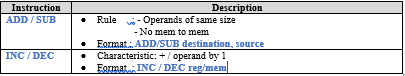 Instruction Description
ADD / SUB ● Rule : - Operands of same size
- No mem to mem
● Format : ADD/SUB destination, source
INC / DEC ● Characteristic: + / operand by 1
● Format : INC / DEC reg/mem